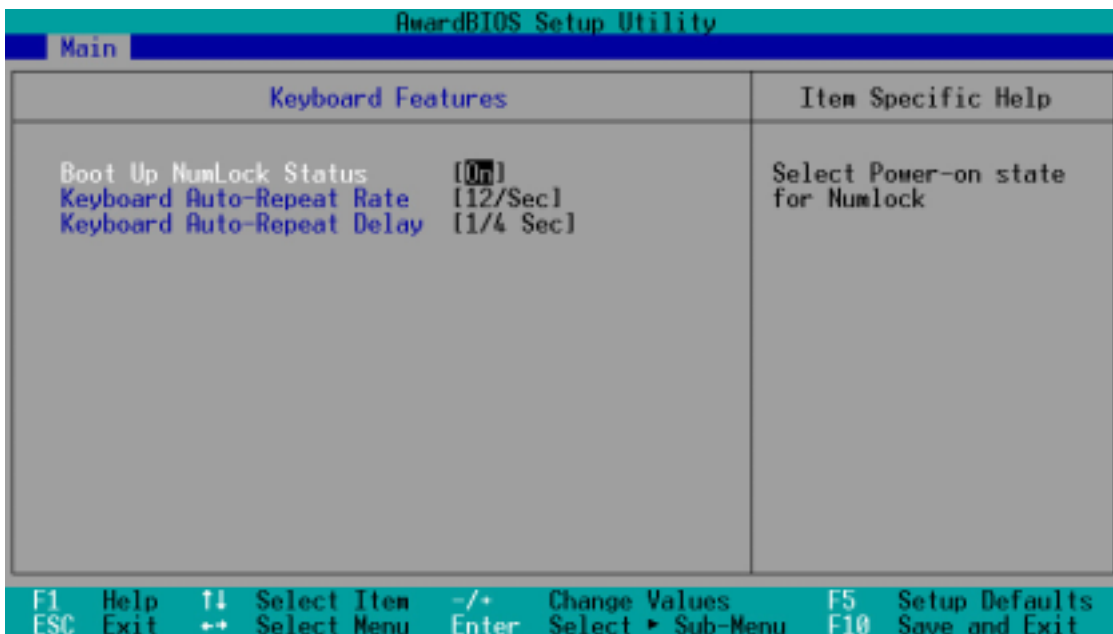 AwardBIOS Setup Utility
Main
Keyboard Features
Item Specific Help
Boot Up NumLock Status [On]
Keyboard Auto-Repeat Rate [12/Sec]
Keyboard Auto-Repeat Delay [1/4 Sec]
Select Power-on state
for Numlock
F1 Help ↑↓ Select Item -/+ Change Values F5 Setup Defaults
ESC Exit ←→ Select Menu Enter Select ► Sub-Menu F10 Save and Exit